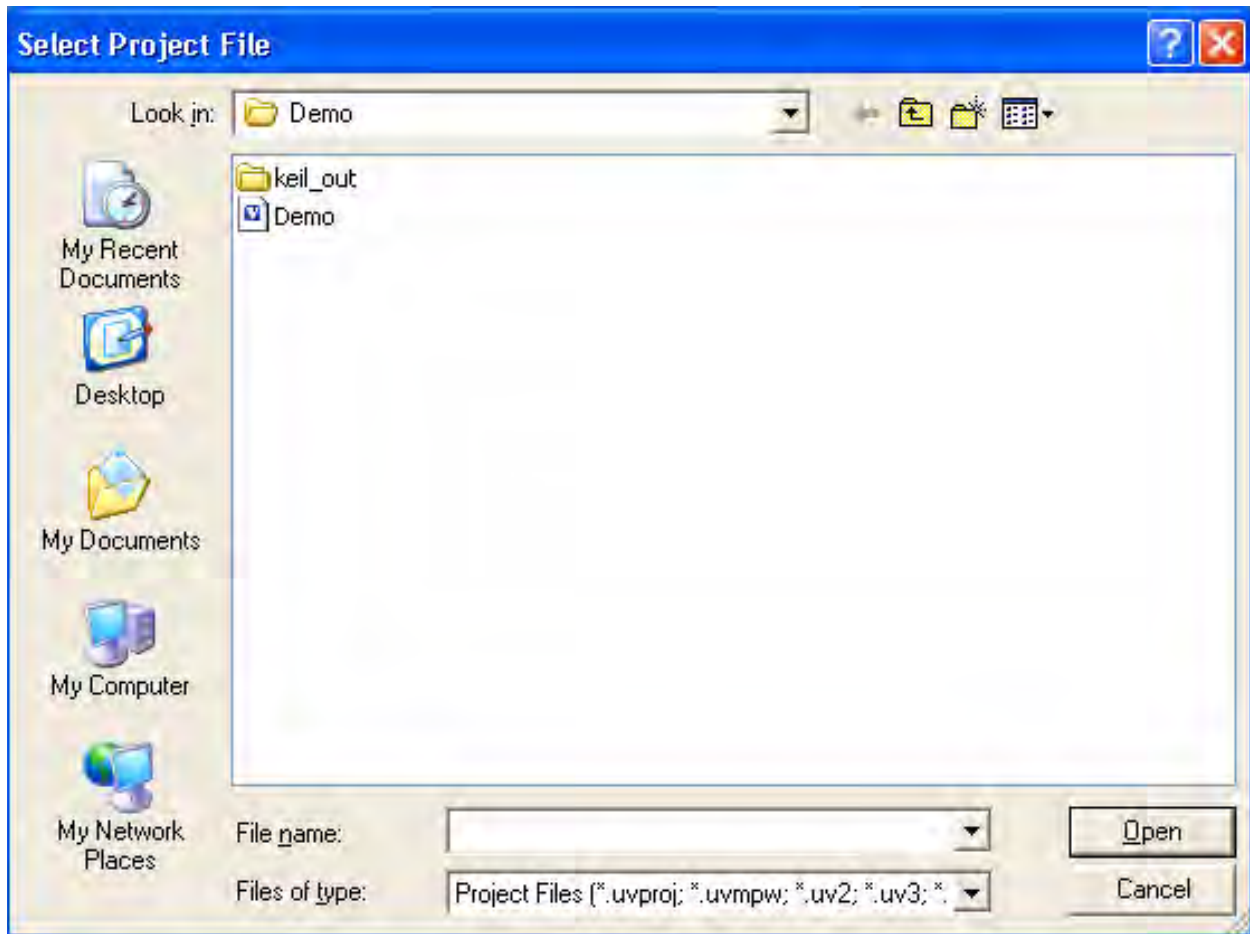 Select Project File
Look in:
Demo
keil_out
Demo
My Recent
Documents
Desktop
My Documents
My Computer
My Network
Places
File name:
Open
Files of type:
Project Files (*.uvproj; *.uvmpw; *.uv2; *.uv3; *.
Cancel